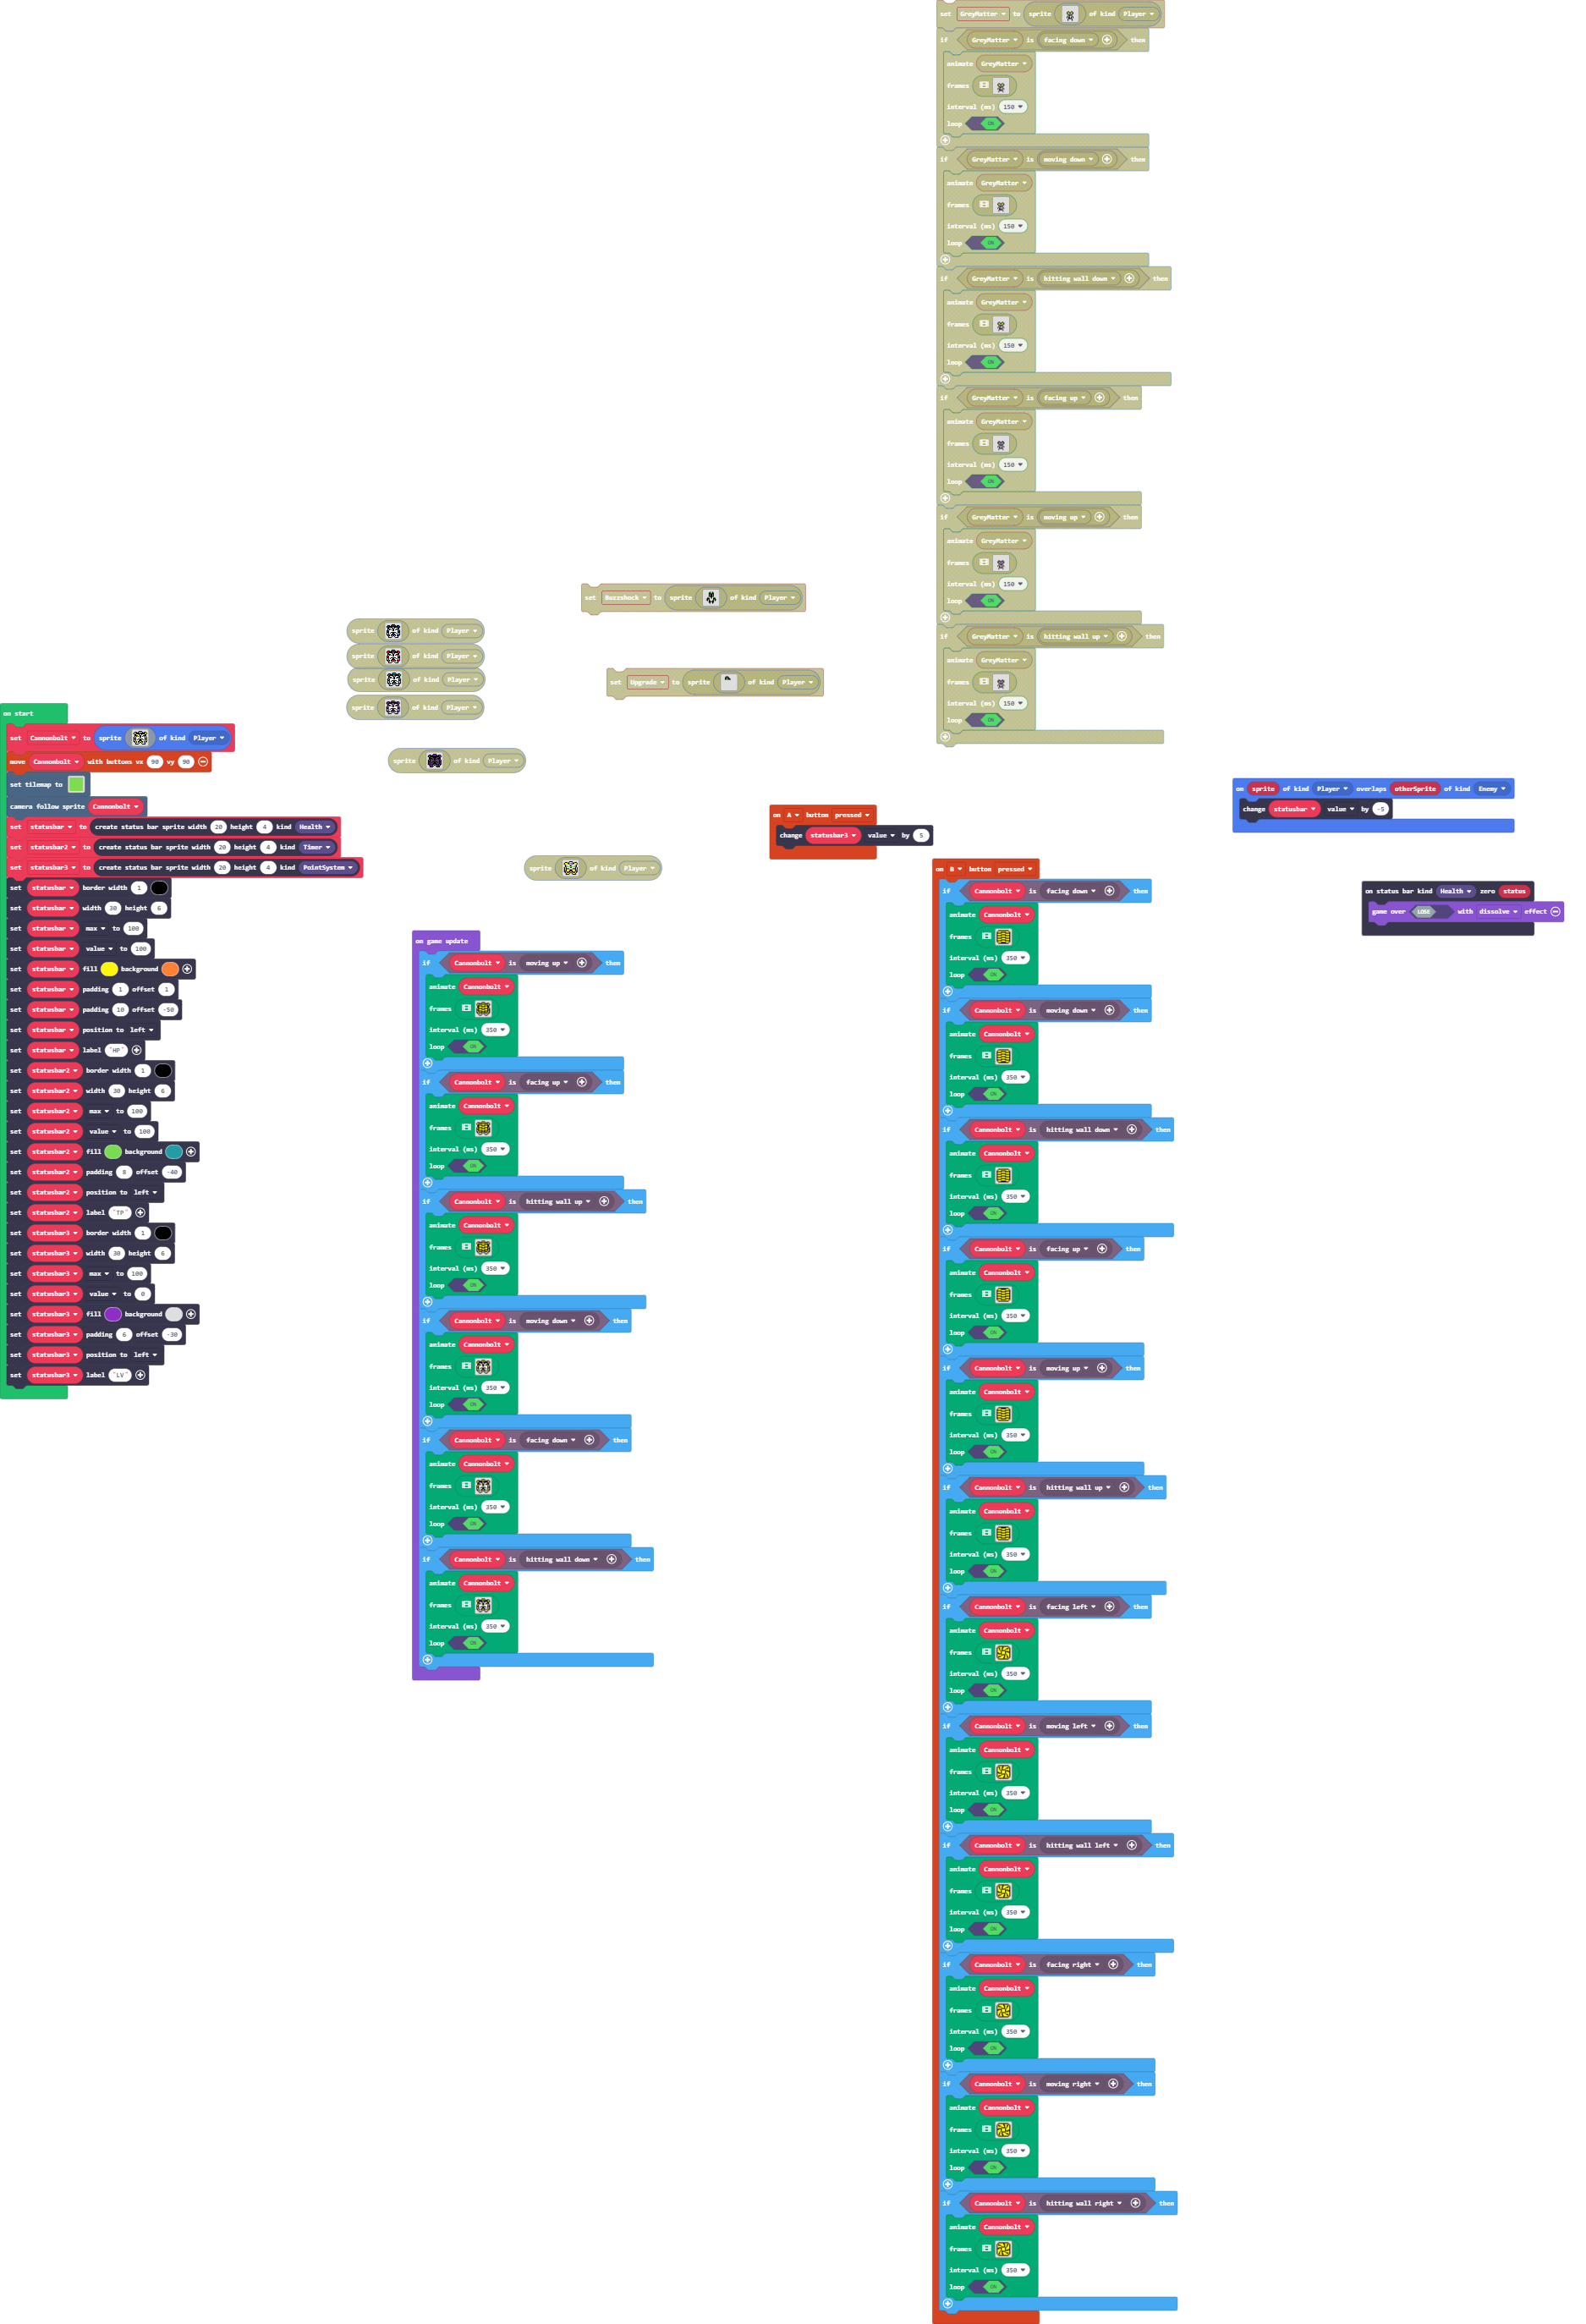 on start
set Cannonbolt to sprite of kind Player
move Cannonbolt with buttons vx 90 vy 90
set tilemap to
camera follow sprite Cannonbolt
set statusbar to create status bar sprite width 20 height 4 kind Health
set statusbar2 to create status bar sprite width 20 height 4 kind Timer
set statusbar3 to create status bar sprite width 20 height 4 kind PointSystem
set statusbar border width 1
set statusbar width 30 height 6
set statusbar max to 100
set statusbar value to 100
set statusbar fill background
set statusbar padding 1 offset 1
set statusbar padding 10 offset -50
set statusbar position to left
set statusbar label "HP"
set statusbar2 border width 1
set statusbar2 width 30 height 6
set statusbar2 max to 100
set statusbar2 value to 100
set statusbar2 fill background
set statusbar2 padding 8 offset -40
set statusbar2 position to left
set statusbar2 label "TP"
set statusbar3 border width 1
set statusbar3 width 30 height 6
set statusbar3 max to 100
set statusbar3 value to 0
set statusbar3 fill background
set statusbar3 padding 6 offset -30
set statusbar3 position to left
set statusbar3 label "LV"
sprite of kind Player
sprite of kind Player
sprite of kind Player
sprite of kind Player
sprite of kind Player
sprite of kind Player
set Buzzshock to sprite of kind Player
set Upgrade to sprite of kind Player
on game update
if Cannonbolt is moving up then
animate Cannonbolt
frames
interval (ms) 350
loop ON
if Cannonbolt is facing up then
animate Cannonbolt
frames
interval (ms) 350
loop ON
if Cannonbolt is hitting wall up then
animate Cannonbolt
frames
interval (ms) 350
loop ON
if Cannonbolt is moving down then
animate Cannonbolt
frames
interval (ms) 350
loop ON
if Cannonbolt is facing down then
animate Cannonbolt
frames
interval (ms) 350
loop ON
if Cannonbolt is hitting wall down then
animate Cannonbolt
frames
interval (ms) 350
loop ON
on A button pressed
change statusbar3 value by 5
set GreyMatter to sprite of kind Player
if GreyMatter is facing down then
animate GreyMatter
frames
interval (ms) 150
loop ON
if GreyMatter is moving down then
animate GreyMatter
frames
interval (ms) 150
loop ON
if GreyMatter is hitting wall down then
animate GreyMatter
frames
interval (ms) 150
loop ON
if GreyMatter is facing up then
animate GreyMatter
frames
interval (ms) 150
loop ON
if GreyMatter is moving up then
animate GreyMatter
frames
interval (ms) 150
loop ON
if GreyMatter is hitting wall up then
animate GreyMatter
frames
interval (ms) 150
loop ON
on B button pressed
if Cannonbolt is facing down then
animate Cannonbolt
frames
interval (ms) 350
loop ON
if Cannonbolt is moving down then
animate Cannonbolt
frames
interval (ms) 350
loop ON
if Cannonbolt is hitting wall down then
animate Cannonbolt
frames
interval (ms) 350
loop ON
if Cannonbolt is facing up then
animate Cannonbolt
frames
interval (ms) 350
loop ON
if Cannonbolt is moving up then
animate Cannonbolt
frames
interval (ms) 350
loop ON
if Cannonbolt is hitting wall up then
animate Cannonbolt
frames
interval (ms) 350
loop ON
if Cannonbolt is facing left then
animate Cannonbolt
frames
interval (ms) 350
loop ON
if Cannonbolt is moving left then
animate Cannonbolt
frames
interval (ms) 350
loop ON
if Cannonbolt is hitting wall left then
animate Cannonbolt
frames
interval (ms) 350
loop ON
if Cannonbolt is facing right then
animate Cannonbolt
frames
interval (ms) 350
loop ON
if Cannonbolt is moving right then
animate Cannonbolt
frames
interval (ms) 350
loop ON
if Cannonbolt is hitting wall right then
animate Cannonbolt
frames
interval (ms) 350
loop ON
on sprite of kind Player overlaps otherSprite of kind Enemy
change statusbar value by -5
on status bar kind Health zero status
game over LOSE with dissolve effect